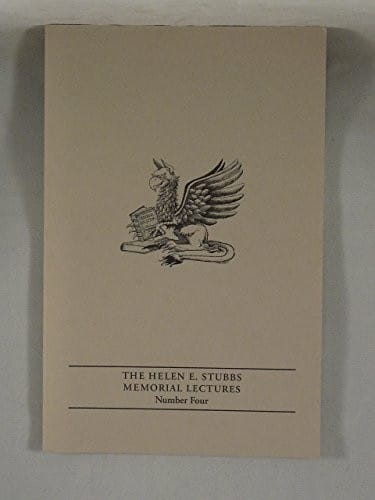 THE HELEN E. STUBBS
MEMORIAL LECTURES
Number Four